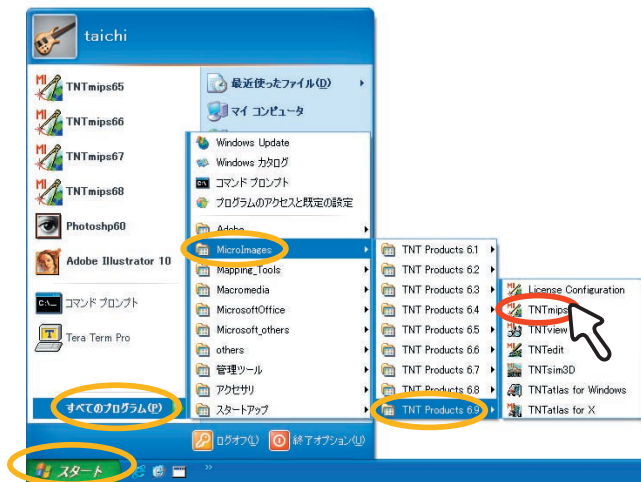 taichi
TNTmips65
TNTmips66
TNTmips67
TNTmips68
Photoshp60
Adobe Illustrator 10
コマンド プロンプト
Tera Term Pro
すべてのプログラム(P)
最近使ったファイル(D)
マイ コンピュータ
Windows Update
Windows カタログ
コマンド プロンプト
プログラムのアクセスと既定の設定
Adobe
MicroImages
Mapping_Tools
Macromedia
MicrosoftOffice
Microsoft_others
others
管理ツール
アクセサリ
スタートアップ
TNT Products 6.1
TNT Products 6.2
TNT Products 6.3
TNT Products 6.4
TNT Products 6.5
TNT Products 6.6
TNT Products 6.7
TNT Products 6.8
TNT Products 6.9
License Configuration
TNTmips
TNTview
TNTedit
TNTsim3D
TNTatlas for Windows
TNTatlas for X
ログオフ(L)
終了オプション(U)
スタート